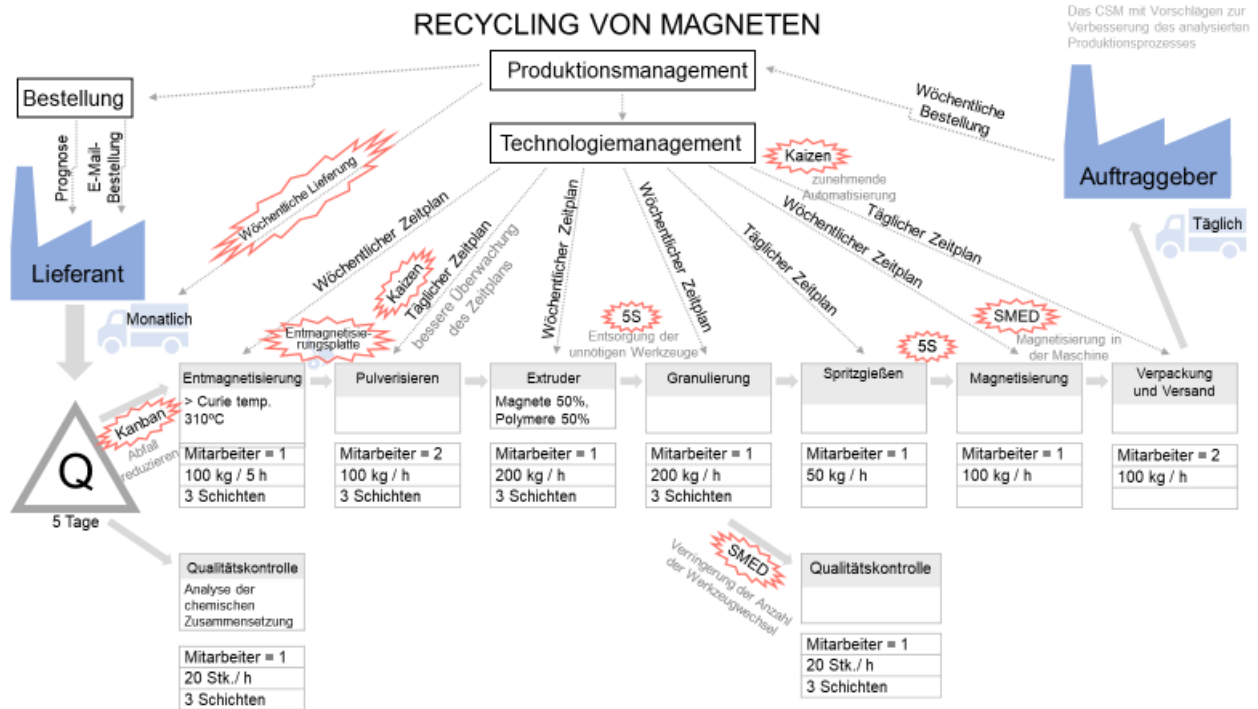 RECYCLING VON MAGNETEN
Das CSM mit Vorschlägen zur
Verbesserung des analysierten
Produktionsprozesses
Produktionsmanagement
Bestellung
Technologiemanagement
Wöchentliche
Bestellung
Prognose
E-Mail-
Bestellung
Wöchentliche Lieferung
Kaizen
zunehmende
Automatisierung
Auftraggeber
Täglich
Lieferant
Monatlich
Wöchentlicher Zeitplan
Kaizen
Täglicher Zeitplan
bessere Überwachung
des Zeitplans
Wöchentlicher Zeitplan
Wöchentlicher Zeitplan
Täglicher Zeitplan
Wöchentlicher Zeitplan
Täglicher Zeitplan
Entmagnetisie-
rungsplatte
5S
Entsorgung der
unnötigen Werkzeuge
5S
SMED
Magnetisierung in
der Maschine
Kanban
Abfall
reduzieren
Q
5 Tage
Entmagnetisierung
> Curie temp.
310ºC
Mitarbeiter = 1
100 kg / 5 h
3 Schichten
Pulverisieren
Mitarbeiter = 2
100 kg / h
3 Schichten
Extruder
Magnete 50%,
Polymere 50%
Mitarbeiter = 1
200 kg / h
3 Schichten
Granulierung
Mitarbeiter = 1
200 kg / h
3 Schichten
Spritzgießen
Mitarbeiter = 1
50 kg / h
Magnetisierung
Mitarbeiter = 1
100 kg / h
Verpackung
und Versand
Mitarbeiter = 2
100 kg / h
Qualitätskontrolle
Analyse der
chemischen
Zusammensetzung
Mitarbeiter = 1
20 Stk./ h
3 Schichten
SMED
Verringerung der Anzahl
der Werkzeugwechsel
Qualitätskontrolle
Mitarbeiter = 1
20 Stk./ h
3 Schichten